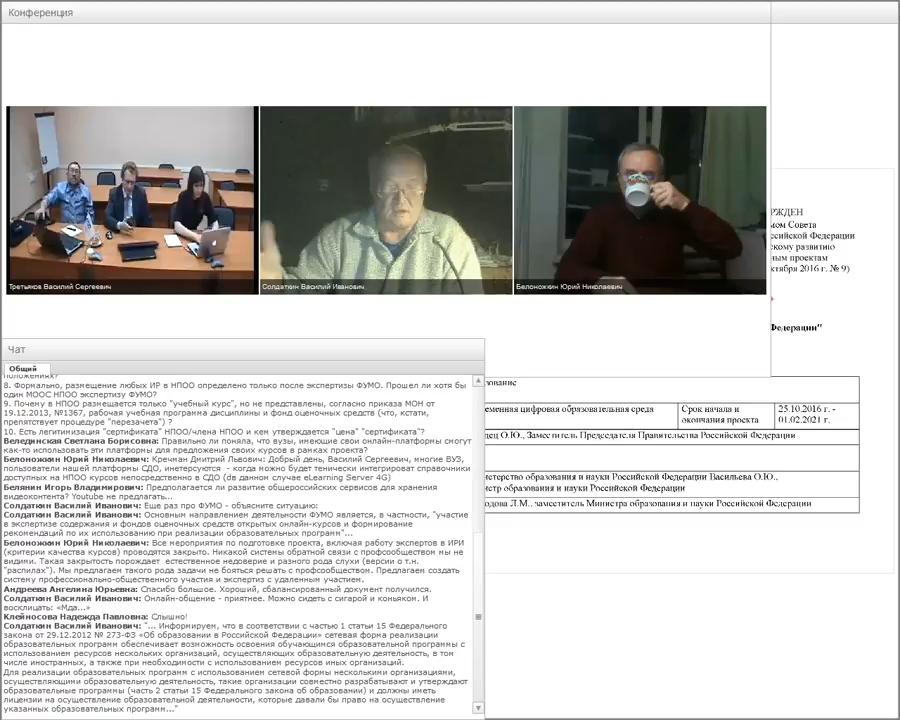 Конференция
Третьяков Василий Сергеевич
Солдаткин Василий Иванович
Белоножкин Юрий Николаевич
РЖДЕН
мом Совета
ссийской Федерации
скому развитию
ным проектам
ктября 2016 г. № 9)
Федерации"
зование
еменная цифровая образовательная среда
Срок начала и
окончания проекта
25.10.2016 г. -
01.02.2021 г.
дец О.Ю., Заместитель Председателя Правительства Российской Федерации
истерство образования и науки Российской Федерации Васильева О.Ю.,
истр образования и науки Российской Федерации
одова Л.М., заместитель Министра образования и науки Российской Федерации
Чат
Общий
положениях?
8. Формально, размещение любых ИР в НПОО определено только после экспертизы ФУМО. Прошел ли хотя бы
один МООС НПОО экспертизу ФУМО?
9. Почему в НПОО размещается только "учебный курс", но не представлены, согласно приказа МОН от
19.12.2013, №1367, рабочая учебная программа дисциплины и фонд оценочных средств (что, кстати,
препятствует процедуре "перезачета") ?
10. Есть легитимизация "сертификата" НПОО/члена НПОО и кем утверждается "цена" "сертификата"?
Велединская Светлана Борисовна: Правильно ли поняла, что вузы, имеющие свои онлайн-платформы смогут
как-то использовать эти платформы для предложения своих курсов в рамках проекта?
Белоножкин Юрий Николаевич: Кречман Дмитрий Львович: Добрый день, Василий Сергеевич, многие ВУЗ,
пользователи нашей платформы СДО, инетерсуются - когда можно будет тенически интегрироват справочники
доступных на НПОО курсов непосредственно в СДО (dв данном случае eLearning Server 4G)
Белянин Игорь Владимирович: Предполагается ли развитие общероссийских сервисов для хранения
видеоконтента? Youtube не предлагать...
Солдаткин Василий Иванович: Еще раз про ФУМО - объясните ситуацию:
Солдаткин Василий Иванович: Основным направлением деятельности ФУМО является, в частности, "участие
в экспертизе содержания и фондов оценочных средств открытых онлайн-курсов и формирование
рекомендаций по их использованию при реализации образовательных программ"...
Белоножкин Юрий Николаевич: Все мероприятия по подготовке проекта, включая работу экспертов в ИРИ
(критерии качества курсов) проводятся закрыто. Никакой системы обратной связи с профсообществом мы не
видими. Такая закрытость порождает естественное недоверие и разного рода слухи (версии о т.н.
"распилах"). Мы предлагаем такого рода задачи не бояться решать с профсообществом. Предлагаем создать
систему профессионально-общественного участия и экспертиз с удаленным участием.
Андреева Ангелина Юрьевна: Спасибо большое. Хороший, сбалансированный документ получился.
Солдаткин Василий Иванович: Онлайн-общение - приятнее. Можно сидеть с сигарой и коньяком. И
восклицать: «Мда...»
Клейносова Надежда Павловна: Слышно!
Солдаткин Василий Иванович: "... Информируем, что в соответствии с частью 1 статьи 15 Федерального
закона от 29.12.2012 № 273-ФЗ «Об образовании в Российской Федерации» сетевая форма реализации
образовательных программ обеспечивает возможность освоения обучающимся образовательной программы с
использованием ресурсов нескольких организаций, осуществляющих образовательную деятельность, в том
числе иностранных, а также при необходимости с использованием ресурсов иных организаций.
Для реализации образовательных программ с использованием сетевой формы несколькими организациями,
осуществляющими образовательную деятельность, такие организации совместно разрабатывают и утверждают
образовательные программы (часть 2 статьи 15 Федерального закона об образовании) и должны иметь
лицензии на осуществление образовательной деятельности, которые давали бы право на осуществление
указанных образовательных программ..."